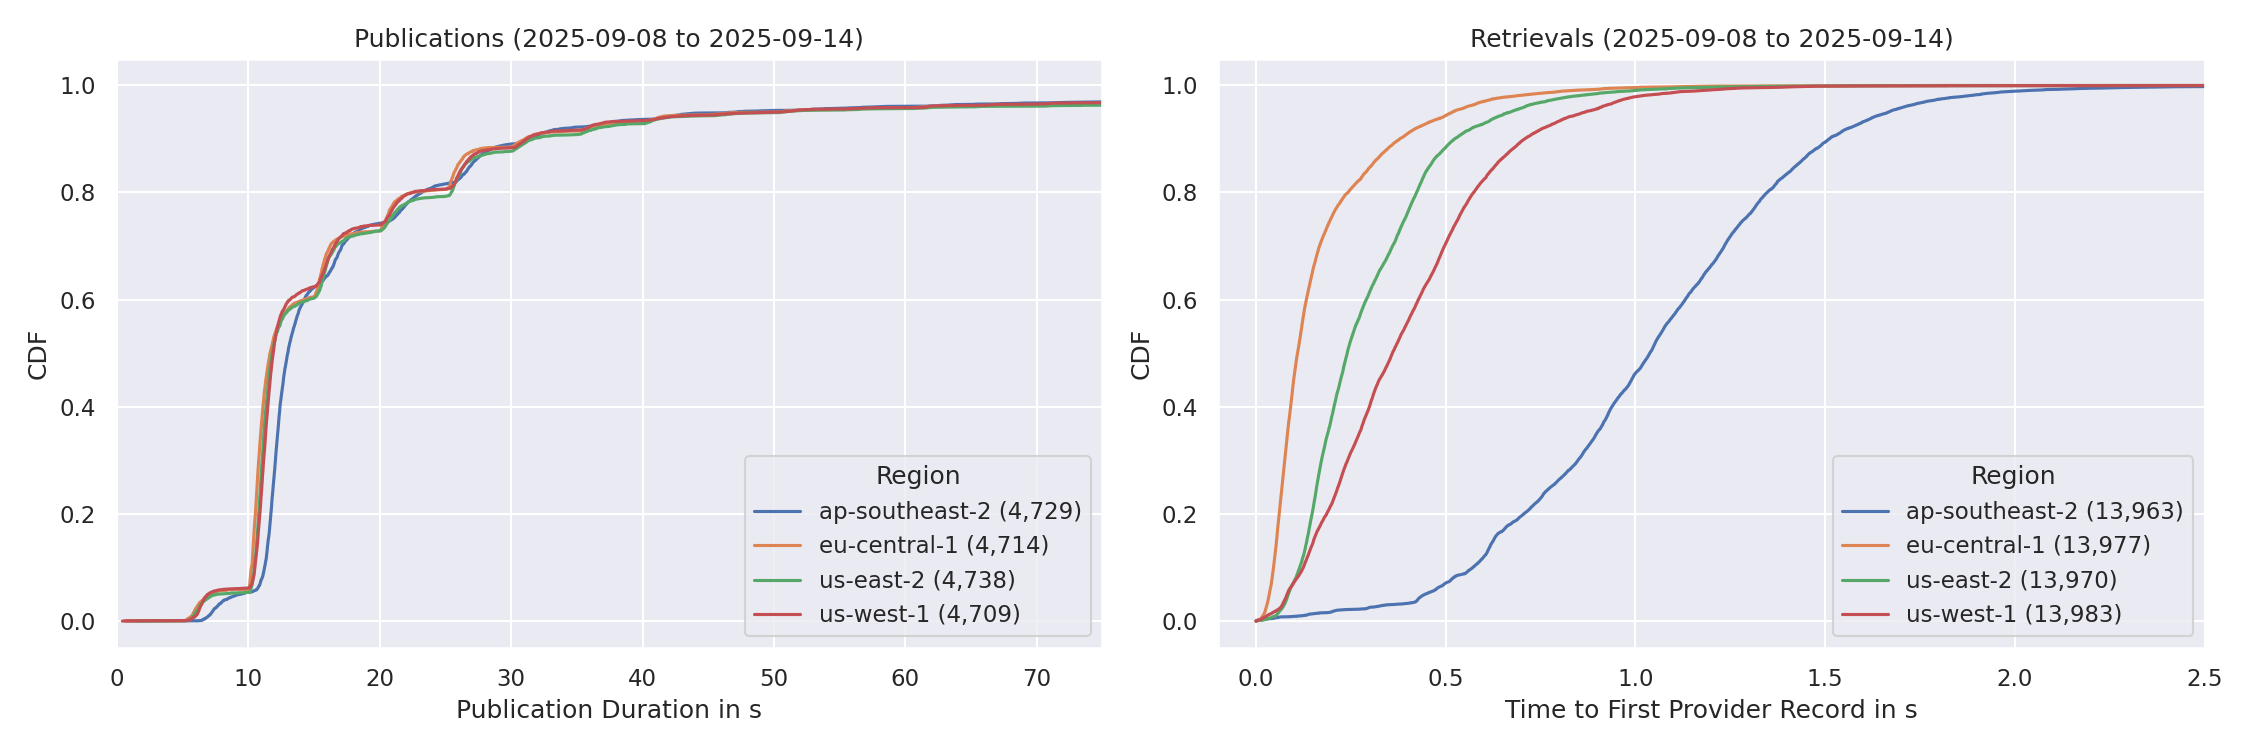 Publications (2025-09-08 to 2025-09-14)
CDF
1.0
0.8
0.6
0.4
0.2
0.0
0 10 20 30 40 50 60 70
Publication Duration in s
Region
ap-southeast-2 (4,729)
eu-central-1 (4,714)
us-east-2 (4,738)
us-west-1 (4,709)
Retrievals (2025-09-08 to 2025-09-14)
CDF
1.0
0.8
0.6
0.4
0.2
0.0
0.0 0.5 1.0 1.5 2.0 2.5
Time to First Provider Record in s
Region
ap-southeast-2 (13,963)
eu-central-1 (13,977)
us-east-2 (13,970)
us-west-1 (13,983)